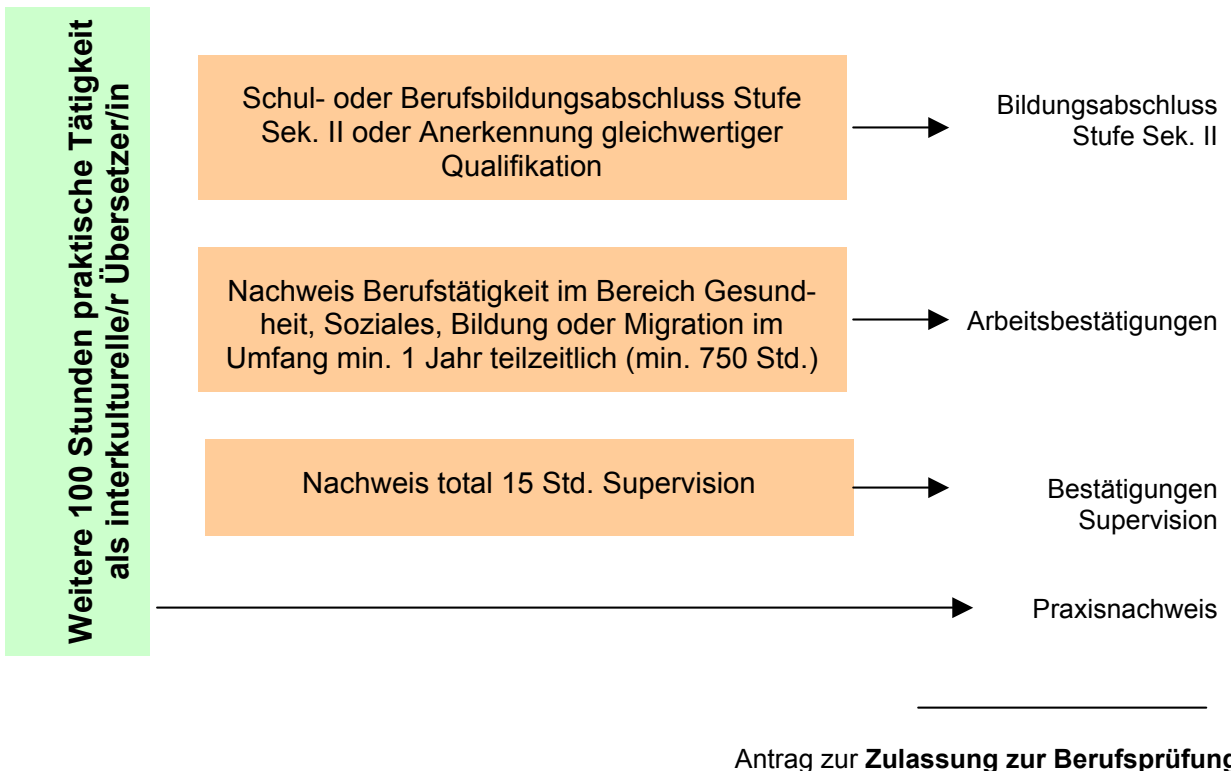 Weitere 100 Stunden praktische Tätigkeit
als interkulturelle/r Übersetzer/in
Schul- oder Berufsbildungsabschluss Stufe
Sek. II oder Anerkennung gleichwertiger
Qualifikation
Bildungsabschluss
Stufe Sek. II
Nachweis Berufstätigkeit im Bereich Gesund-
heit, Soziales, Bildung oder Migration im
Umfang min. 1 Jahr teilzeitlich (min. 750 Std.)
Arbeitsbestätigungen
Nachweis total 15 Std. Supervision
Bestätigungen
Supervision
Praxisnachweis
Antrag zur Zulassung zur Berufsprüfung